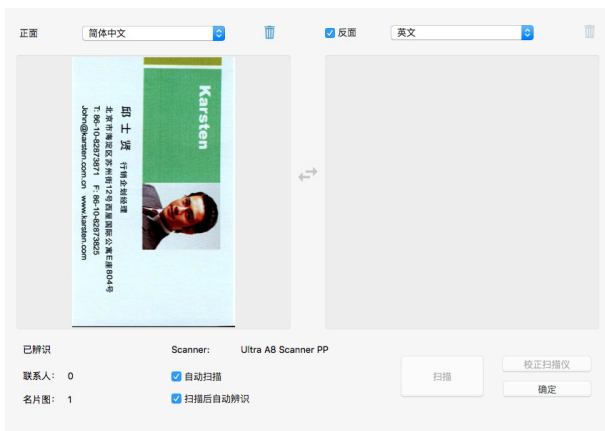 正面 简体中文 反面 英文
Karsten
邱士贤 行销企划经理
北京市海淀区苏州街12号西屋国际公寓E座804号
T: 86-10-82873871 F: 86-10-82873825
John@karsten.com.cn www.karsten.com
已辨识 Scanner: Ultra A8 Scanner PP
联系人: 0 自动扫描 扫描 校正扫描仪
名片图: 1 扫描后自动辨识 确定